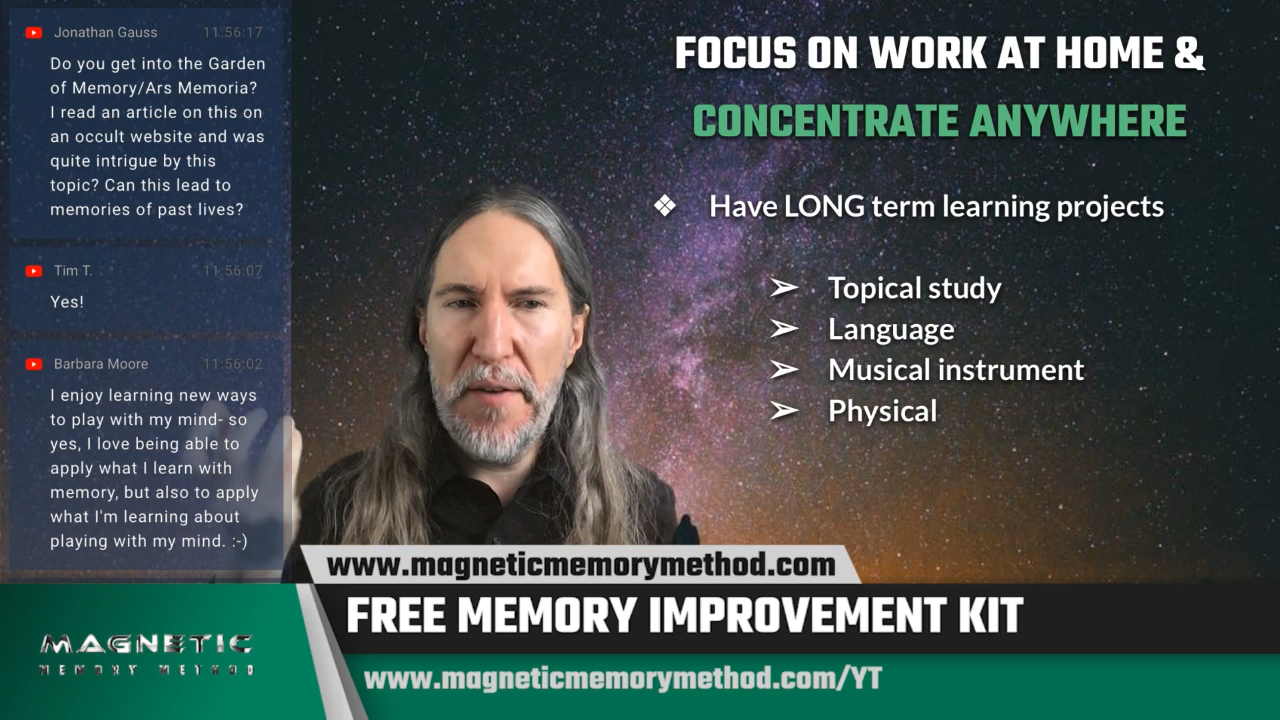 Jonathan Gauss 11:56:17
Do you get into the Garden
of Memory/Ars Memoria?
I read an article on this on
an occult website and was
quite intrigue by this
topic? Can this lead to
memories of past lives?
Tim T. 11:56:07
Yes!
Barbara Moore 11:56:02
I enjoy learning new ways
to play with my mind- so
yes, I love being able to
apply what I learn with
memory, but also to apply
what I'm learning about
playing with my mind. :-)
FOCUS ON WORK AT HOME &
CONCENTRATE ANYWHERE
❖ Have LONG term learning projects
➢ Topical study
➢ Language
➢ Musical instrument
➢ Physical
www.magneticmemorymethod.com
FREE MEMORY IMPROVEMENT KIT
www.magneticmemorymethod.com/YT
MAGNETIC
MEMORY METHOD